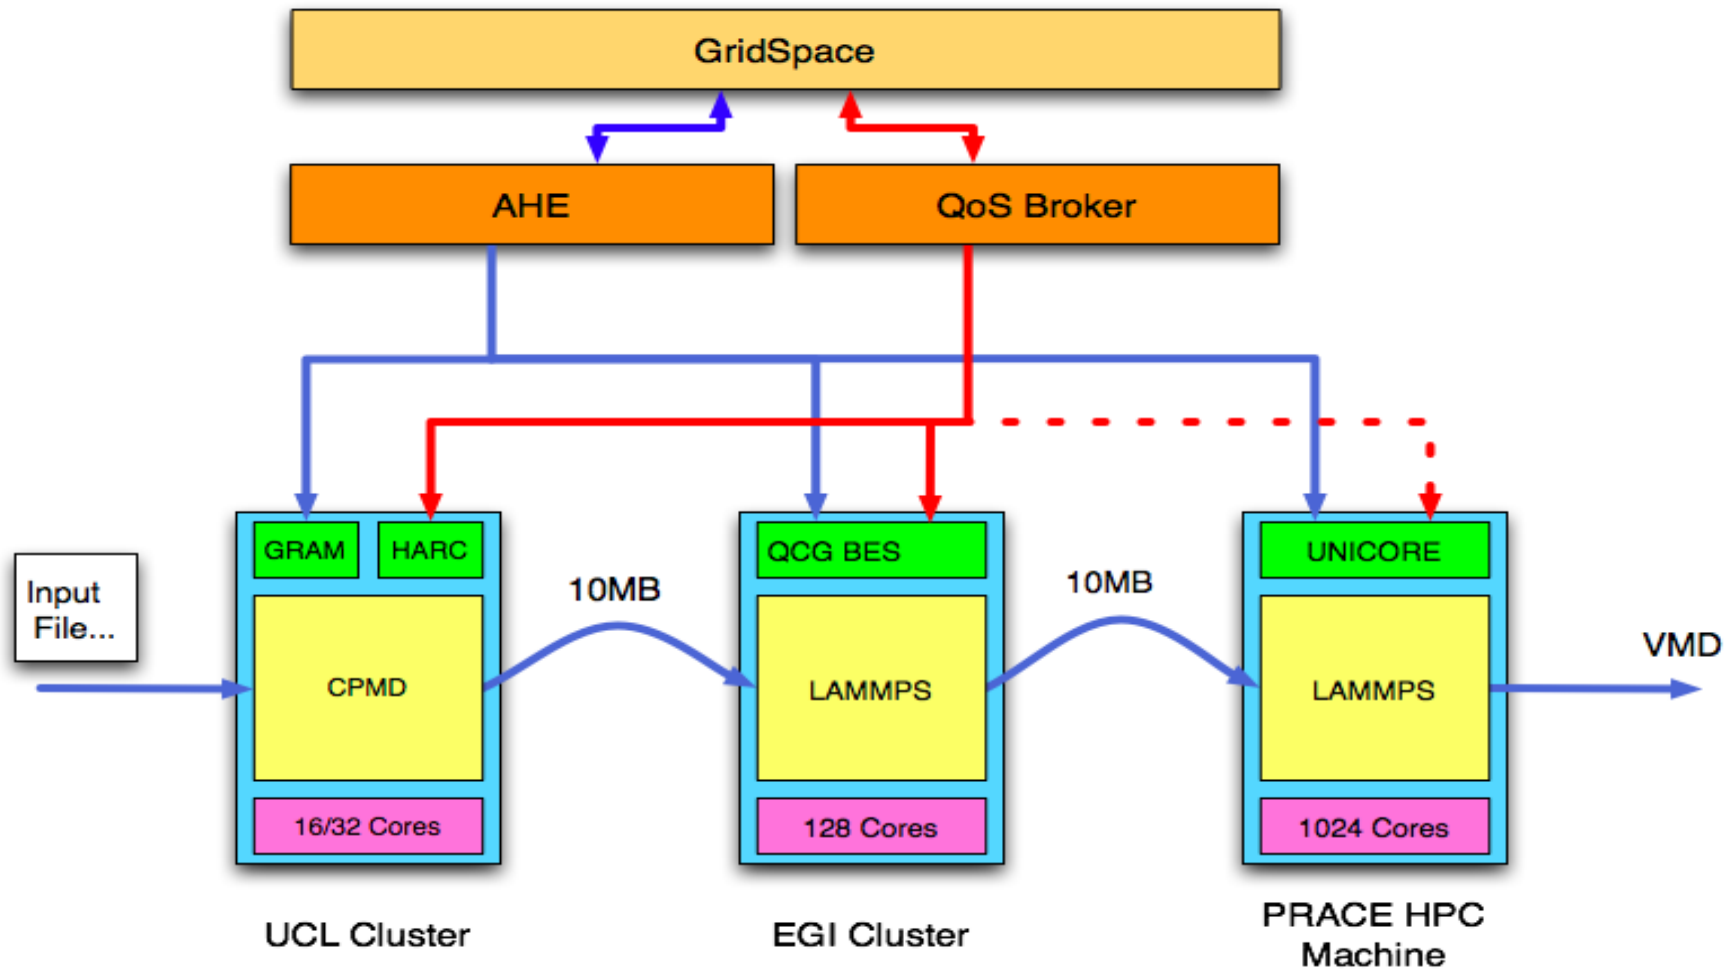 GridSpace
AHE
QoS Broker
GRAM
HARC
QCG BES
UNICORE
Input
File...
10MB
10MB
VMD
CPMD
LAMMPS
LAMMPS
16/32 Cores
128 Cores
1024 Cores
UCL Cluster
EGI Cluster
PRACE HPC
Machine